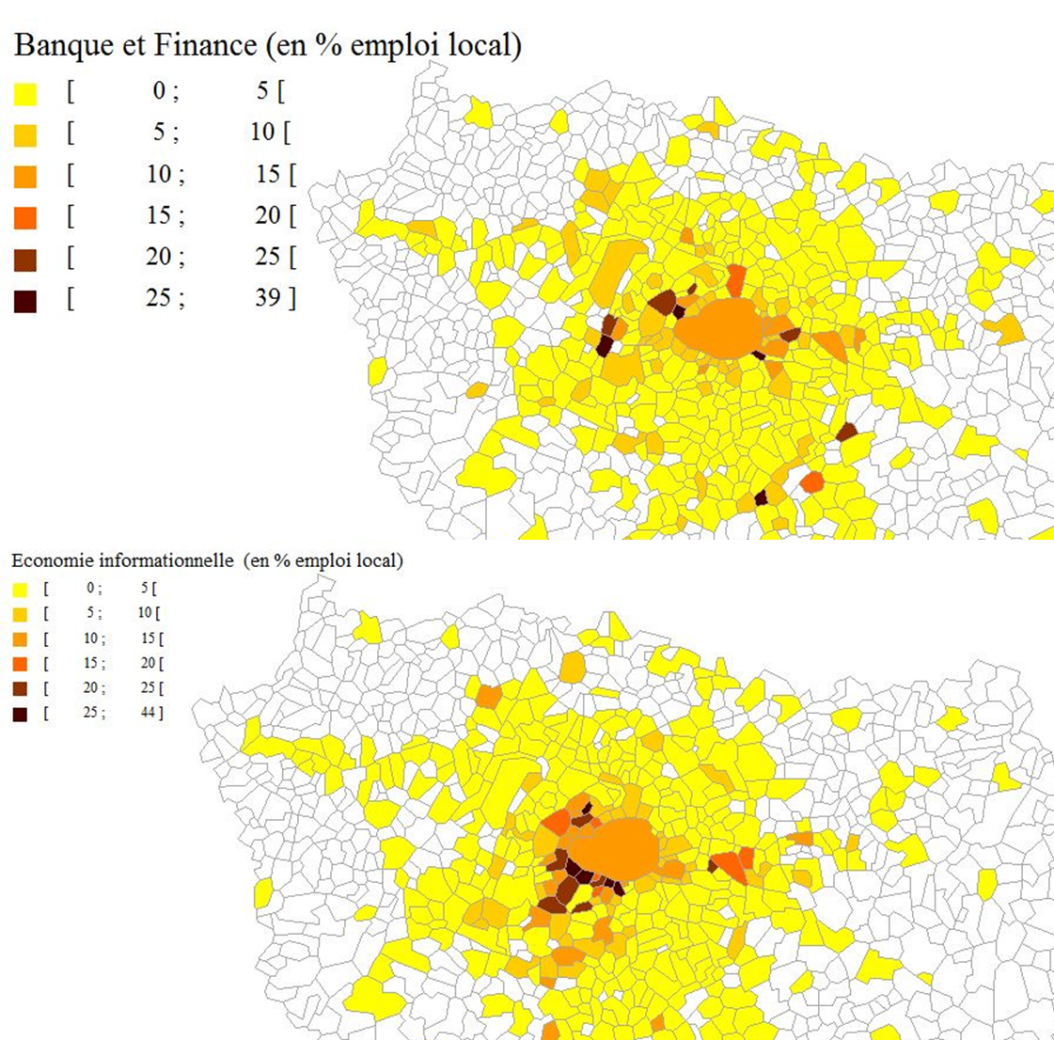 Banque et Finance (en % emploi local)
[ 0 ; 5 [
[ 5 ; 10 [
[ 10 ; 15 [
[ 15 ; 20 [
[ 20 ; 25 [
[ 25 ; 39 ]
Economie informationnelle (en % emploi local)
[ 0 ; 5 [
[ 5 ; 10 [
[ 10 ; 15 [
[ 15 ; 20 [
[ 20 ; 25 [
[ 25 ; 44 ]